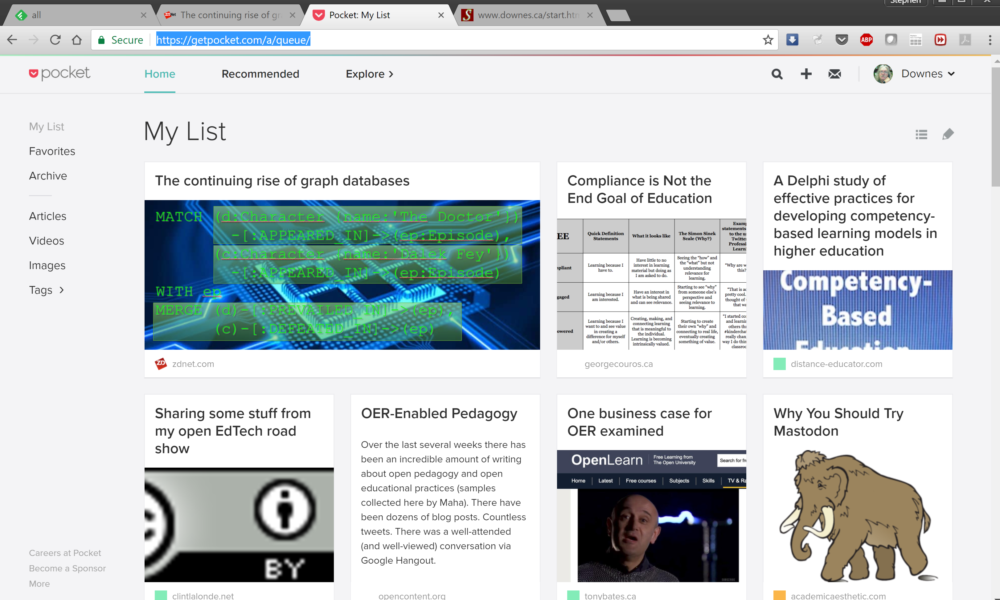 Stephen
all
ZDNet The continuing rise of gra
Pocket: My List
S www.downes.ca/start.htm
Secure https://getpocket.com/a/queue/
ABP
pocket
Home
Recommended
Explore
Downes
My List
Favorites
Archive
Articles
Videos
Images
Tags
Careers at Pocket
Become a Sponsor
More
My List
The continuing rise of graph databases
MATCH (d:Character {name:'The Doctor'})
-[:APPEARED_IN]->(ep:Episode),
(c:Character {name:'Dalek Fey'})
-[:APPEARED_IN]->(ep:Episode)
WITH ep
MERGE (d)-[:PREVAILED_IN]->(ep),
(c)-[:DEFEATED_IN]->(ep)
ZD zdnet.com
Compliance is Not the
End Goal of Education
EE
Quick Definition
Statements
What it looks like
The Simon Sinek
Scale (Why?)
Exam
statements
to the u
Twitte
Professi
Learn
npliant
Learning because I
have to.
Have little to no
interest in learning
material but doing as
I am asked to do.
Seeing the "how" and
the "what" but not
understanding
relevance for
learning.
"Why are w
this?
gaged
Learning because I
am interested.
Have an interest in
what is being shared
and can see relevance.
Starting to see "why"
from someone else's
perspective and
seeing relevance to
learning.
"That is ac
pretty cool.
thought of
that wa
owered
Learning because I
want to and see value
in creating a
difference for myself
and/or others.
Creating, making, and
connecting learning
that is meaningful to
the individual.
Learning is becoming
intrinsically valued.
Starting to create
their own "why" and
connecting to real life,
eventually creating
something of value.
"I started co
and learnin
others thr
#kindercha
really chan
way I do thin
classroo
georgecouros.ca
A Delphi study of
effective practices for
developing competency-
based learning models in
higher education
Competency-
Based
Education
distance-educator.com
Sharing some stuff from
my open EdTech road
show
BY
clintlalonde.net
OER-Enabled Pedagogy
Over the last several weeks there has
been an incredible amount of writing
about open pedagogy and open
educational practices (samples
collected here by Maha). There have
been dozens of blog posts. Countless
tweets. There was a well-attended
(and well-viewed) conversation via
Google Hangout.
opencontent.org
One business case for
OER examined
OpenLearn
Free Learning from
The Open University
Search for fre
Home
Latest
Free courses
Subjects
Skills
TV & Ra
SUBSCRIBE
tonybates.ca
Why You Should Try
Mastodon
academicaesthetic.com